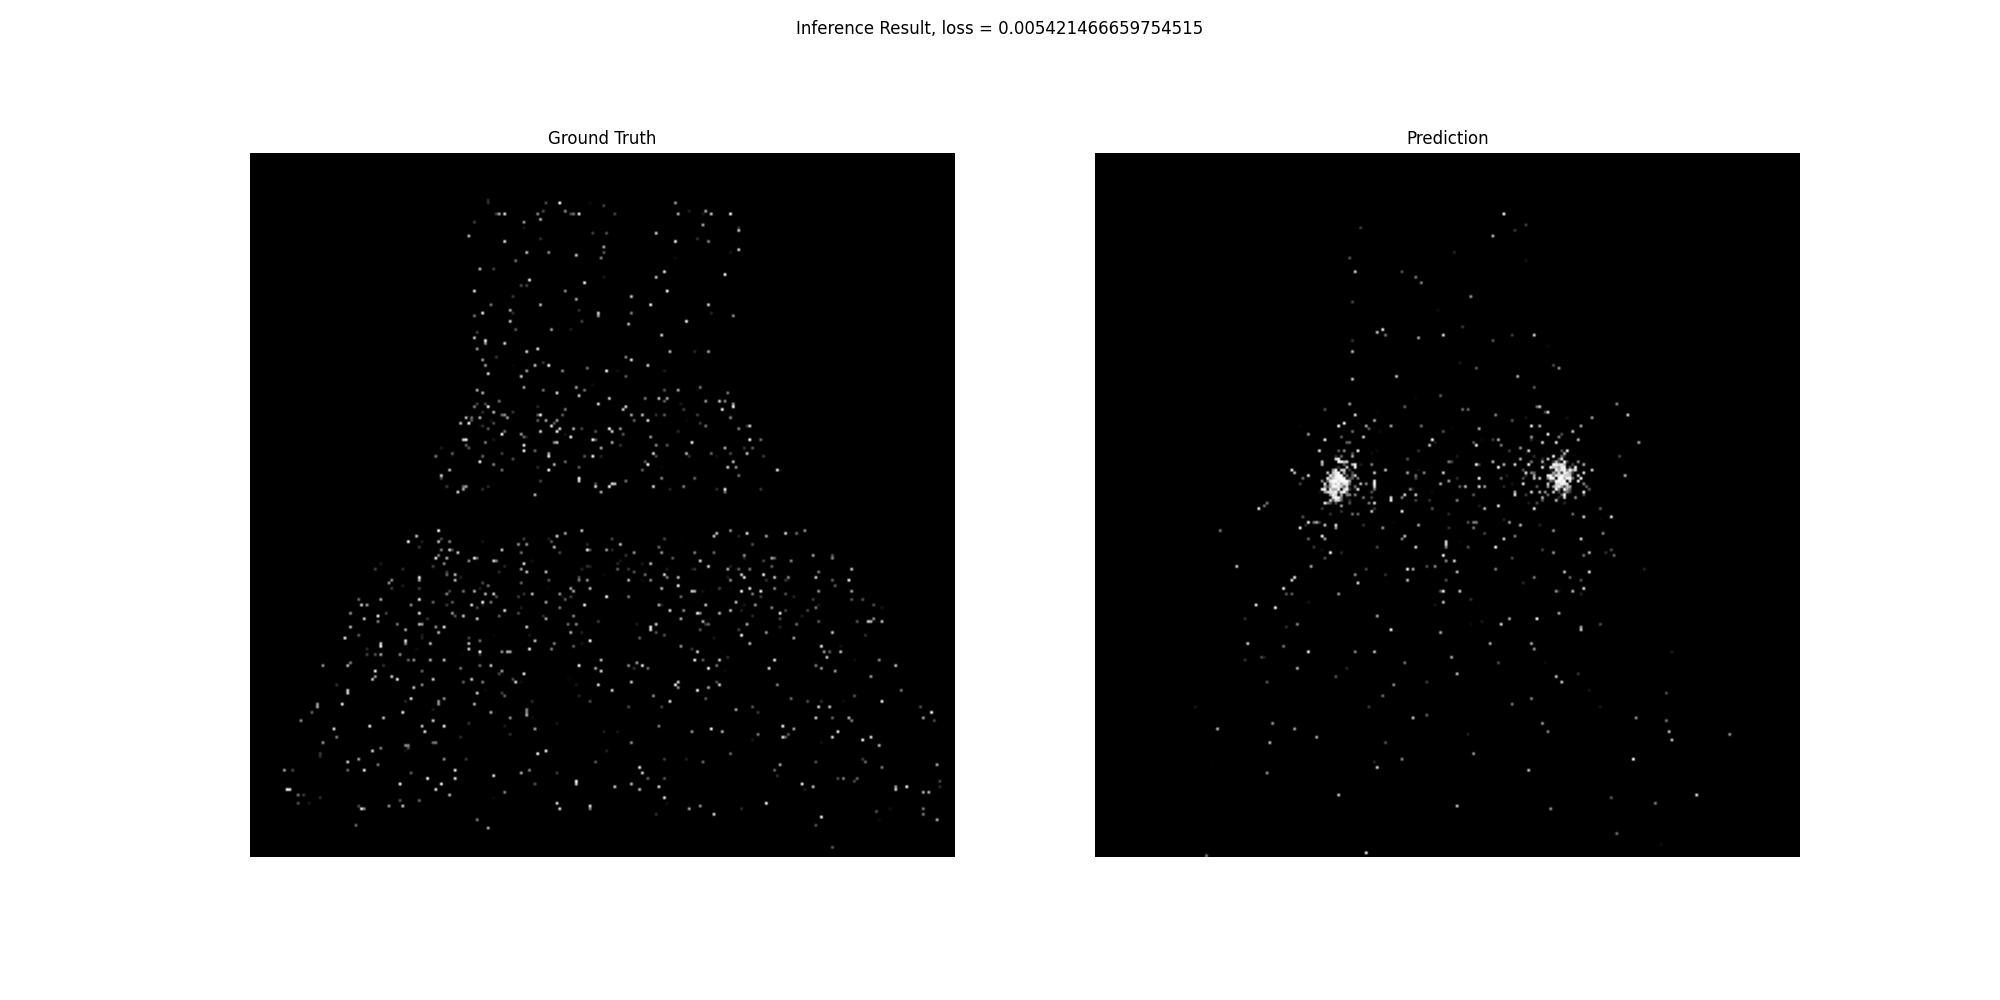 Inference Result, loss = 0.005421466659754515
Ground Truth
Prediction